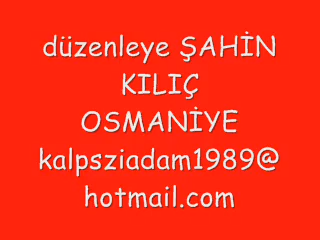 düzenleye ŞAHİN
KILIÇ
OSMANİYE
kalpsziadam1989@
hotmail.com